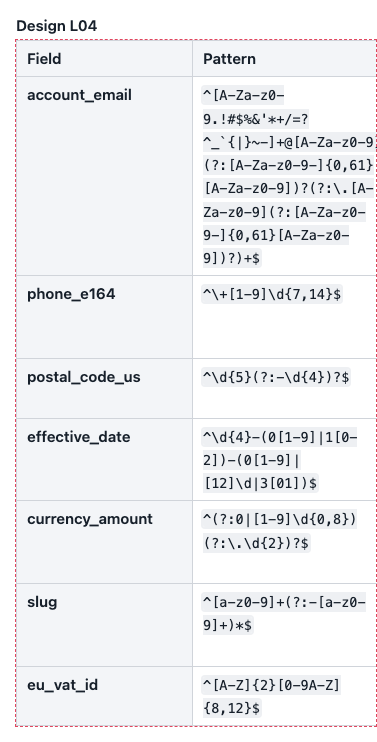 Design L04
Field Pattern
account_email ^[A-Za-z0-
9.!#$%&'*+/=?
^_`{|}~-]+@[A-Za-z0-9
(?:[A-Za-z0-9-]{0,61}
[A-Za-z0-9])?(?:\.[A-
Za-z0-9](?:[A-Za-z0-
9-]{0,61}[A-Za-z0-
9])?)+$
phone_e164 ^\+[1-9]\d{7,14}$
postal_code_us ^\d{5}(?:-\d{4})?$
effective_date ^\d{4}-(0[1-9]|1[0-
2])-(0[1-9]|
[12]\d|3[01])$
currency_amount ^(?:0|[1-9]\d{0,8})
(?:\.\d{2})?$
slug ^[a-z0-9]+(?:-[a-z0-
9]+)*$
eu_vat_id ^[A-Z]{2}[0-9A-Z]
{8,12}$